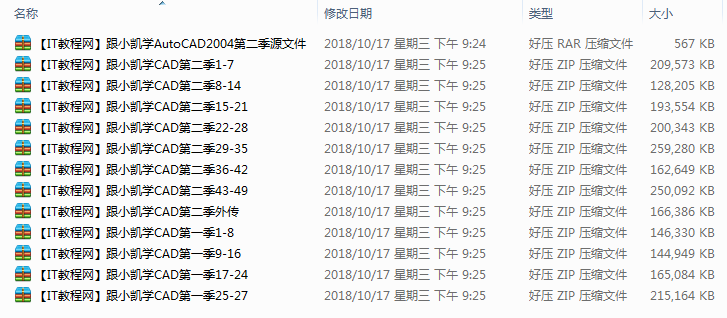 名称 修改日期 类型 大小
【IT教程网】跟小凯学AutoCAD2004第二季源文件 2018/10/17 星期三 下午 9:24 好压 RAR 压缩文件 567 KB
【IT教程网】跟小凯学CAD第二季1-7 2018/10/17 星期三 下午 9:25 好压 ZIP 压缩文件 209,573 KB
【IT教程网】跟小凯学CAD第二季8-14 2018/10/17 星期三 下午 9:25 好压 ZIP 压缩文件 128,205 KB
【IT教程网】跟小凯学CAD第二季15-21 2018/10/17 星期三 下午 9:25 好压 ZIP 压缩文件 193,554 KB
【IT教程网】跟小凯学CAD第二季22-28 2018/10/17 星期三 下午 9:25 好压 ZIP 压缩文件 200,343 KB
【IT教程网】跟小凯学CAD第二季29-35 2018/10/17 星期三 下午 9:25 好压 ZIP 压缩文件 259,280 KB
【IT教程网】跟小凯学CAD第二季36-42 2018/10/17 星期三 下午 9:25 好压 ZIP 压缩文件 162,649 KB
【IT教程网】跟小凯学CAD第二季43-49 2018/10/17 星期三 下午 9:25 好压 ZIP 压缩文件 250,092 KB
【IT教程网】跟小凯学CAD第二季外传 2018/10/17 星期三 下午 9:25 好压 ZIP 压缩文件 166,386 KB
【IT教程网】跟小凯学CAD第一季1-8 2018/10/17 星期三 下午 9:25 好压 ZIP 压缩文件 146,330 KB
【IT教程网】跟小凯学CAD第一季9-16 2018/10/17 星期三 下午 9:25 好压 ZIP 压缩文件 144,949 KB
【IT教程网】跟小凯学CAD第一季17-24 2018/10/17 星期三 下午 9:25 好压 ZIP 压缩文件 165,084 KB
【IT教程网】跟小凯学CAD第一季25-27 2018/10/17 星期三 下午 9:25 好压 ZIP 压缩文件 215,164 KB